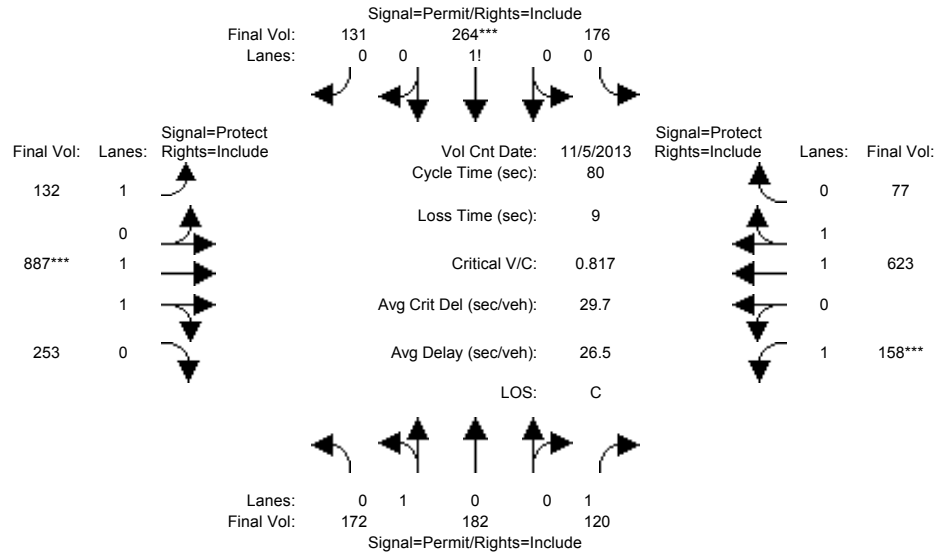 Signal=Permit/Rights=Include
Final Vol: 131 264*** 176
Lanes: 0 0 1! 0 0
Signal=Protect Signal=Protect
Final Vol: Lanes: Rights=Include Vol Cnt Date: 11/5/2013 Rights=Include Lanes: Final Vol:
Cycle Time (sec): 80
132 1 0 77
Loss Time (sec): 9
0 1
887*** 1 Critical V/C: 0.817 1 623
1 Avg Crit Del (sec/veh): 29.7 0
253 0 Avg Delay (sec/veh): 26.5 1 158***
LOS: C
Lanes: 0 1 0 0 1
Final Vol: 172 182 120
Signal=Permit/Rights=Include